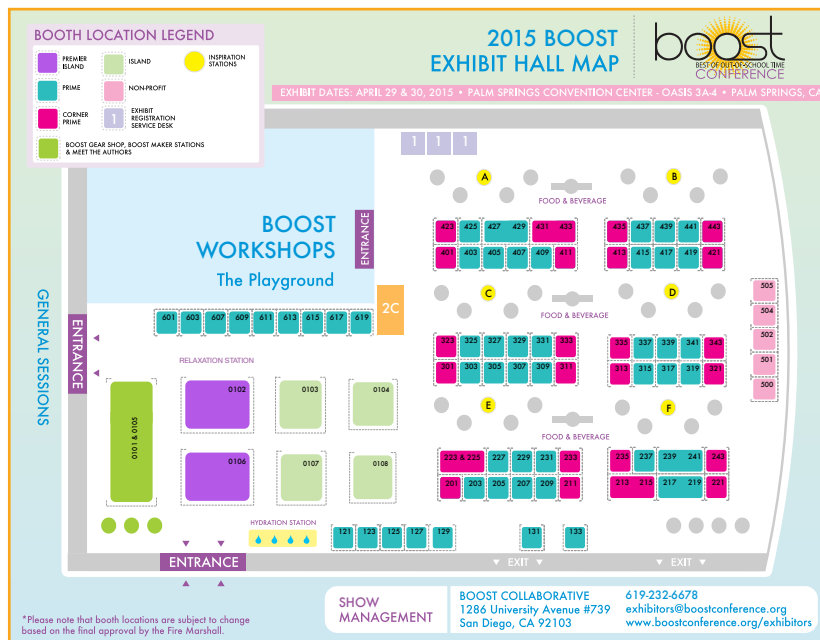 BOOTH LOCATION LEGEND
PREMIER
ISLAND
ISLAND
INSPIRATION
STATIONS
PRIME
NON-PROFIT
CORNER
PRIME
1
EXHIBIT
REGISTRATION
SERVICE DESK
BOOST GEAR SHOP, BOOST MAKER STATIONS
& MEET THE AUTHORS
2015 BOOST
EXHIBIT HALL MAP
boost
BEST OF OUT-OF-SCHOOL TIME
CONFERENCE
EXHIBIT DATES: APRIL 29 & 30, 2015 • PALM SPRINGS CONVENTION CENTER - OASIS 3A-4 • PALM SPRINGS, CA
1 1 1
A B
FOOD & BEVERAGE
BOOST
WORKSHOPS
The Playground
ENTRANCE
423 425 427 429 431 433 435 437 439 441 443
401 403 405 407 409 411 413 415 417 419 421
505
504
502
501
500
C D
2C
FOOD & BEVERAGE
GENERAL SESSIONS
ENTRANCE
601 603 607 609 611 613 615 617 619
323 325 327 329 331 333 335 337 339 341 343
301 303 305 307 309 311 313 315 317 319 321
RELAXATION STATION
0102 0103 0104
0101 & 0105
E F
FOOD & BEVERAGE
0106 0107 0108
223 & 225 227 229 231 233 235 237 239 241 243
201 203 205 207 209 211 213 215 217 219 221
HYDRATION STATION
121 123 125 127 129 131 133
ENTRANCE
EXIT EXIT
SHOW
MANAGEMENT
BOOST COLLABORATIVE
1286 University Avenue #739
San Diego, CA 92103
619-232-6678
exhibitors@boostconference.org
www.boostconference.org/exhibitors
*Please note that booth locations are subject to change
based on the final approval by the Fire Marshall.